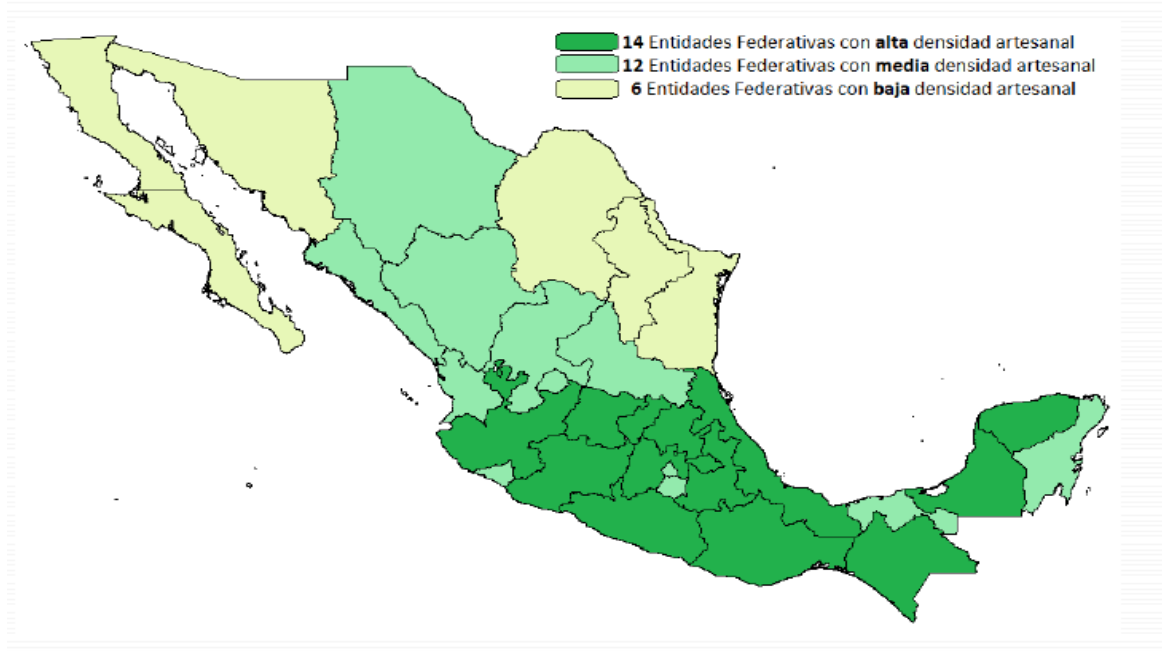 14 Entidades Federativas con alta densidad artesanal
12 Entidades Federativas con media densidad artesanal
6 Entidades Federativas con baja densidad artesanal